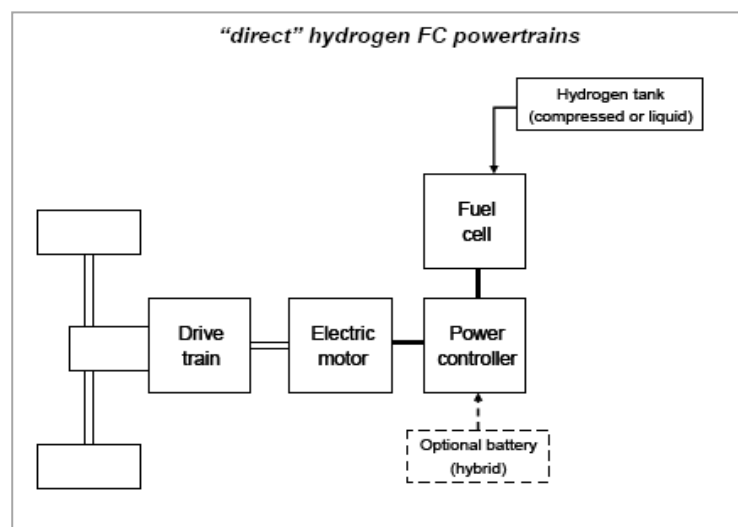 “direct” hydrogen FC powertrains
Hydrogen tank
(compressed or liquid)
Fuel
cell
Drive
train
Electric
motor
Power
controller
Optional battery
(hybrid)